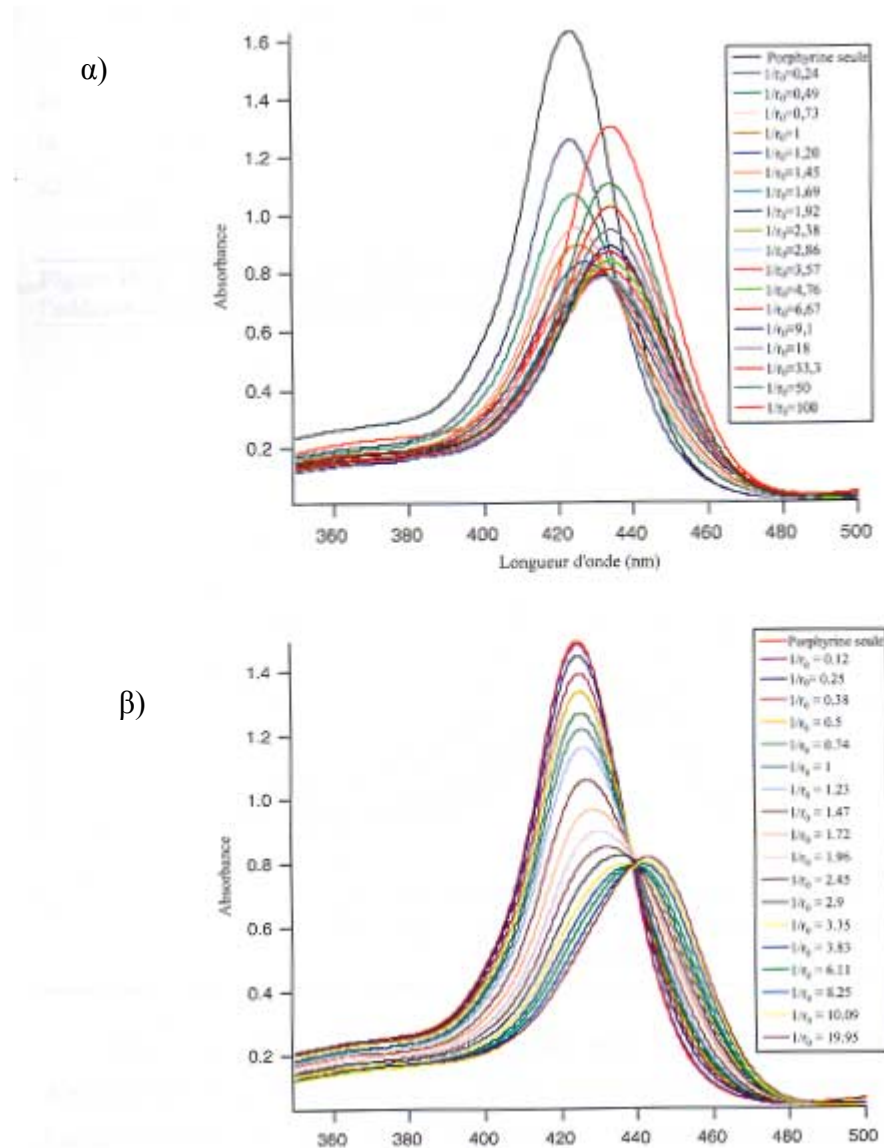 α)
1.6
1.4
1.2
1.0
0.8
0.6
0.4
0.2
Absorbance
360
380
400
420
440
460
480
500
Longueur d'onde (nm)
Porphyrine seule
1/r₀=0,24
1/r₀=0,49
1/r₀=0,73
1/r₀=1
1/r₀=1,20
1/r₀=1,45
1/r₀=1,69
1/r₀=1,92
1/r₀=2,38
1/r₀=2,86
1/r₀=3,57
1/r₀=4,76
1/r₀=6,67
1/r₀=9,1
1/r₀=18
1/r₀=33,3
1/r₀=50
1/r₀=100
β)
1.4
1.2
1.0
0.8
0.6
0.4
0.2
Absorbance
360
380
400
420
440
460
480
500
Porphyrine seule
1/r₀ = 0.12
1/r₀= 0.25
1/r₀ = 0.38
1/r₀ = 0.5
1/r₀ = 0.74
1/r₀ = 1
1/r₀ = 1.23
1/r₀ = 1.47
1/r₀ = 1.72
1/r₀ = 1.96
1/r₀ = 2.45
1/r₀ = 2.9
1/r₀ = 3.35
1/r₀ = 3.83
1/r₀ = 6.11
1/r₀ = 8.25
1/r₀ = 10.09
1/r₀ = 19.95